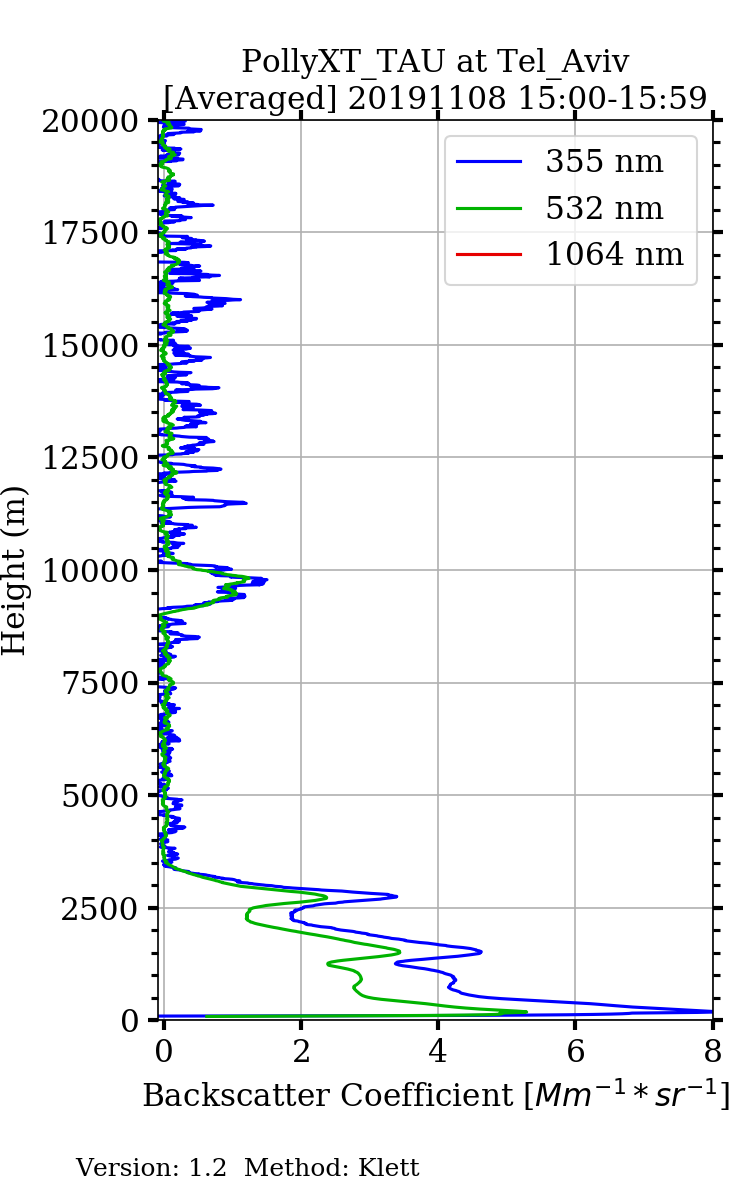 PollyXT_TAU at Tel_Aviv
[Averaged] 20191108 15:00-15:59
355 nm
532 nm
1064 nm
20000
17500
15000
12500
10000
7500
5000
2500
0
Height (m)
0 2 4 6 8
Backscatter Coefficient [Mm⁻¹ * sr⁻¹]
Version: 1.2 Method: Klett